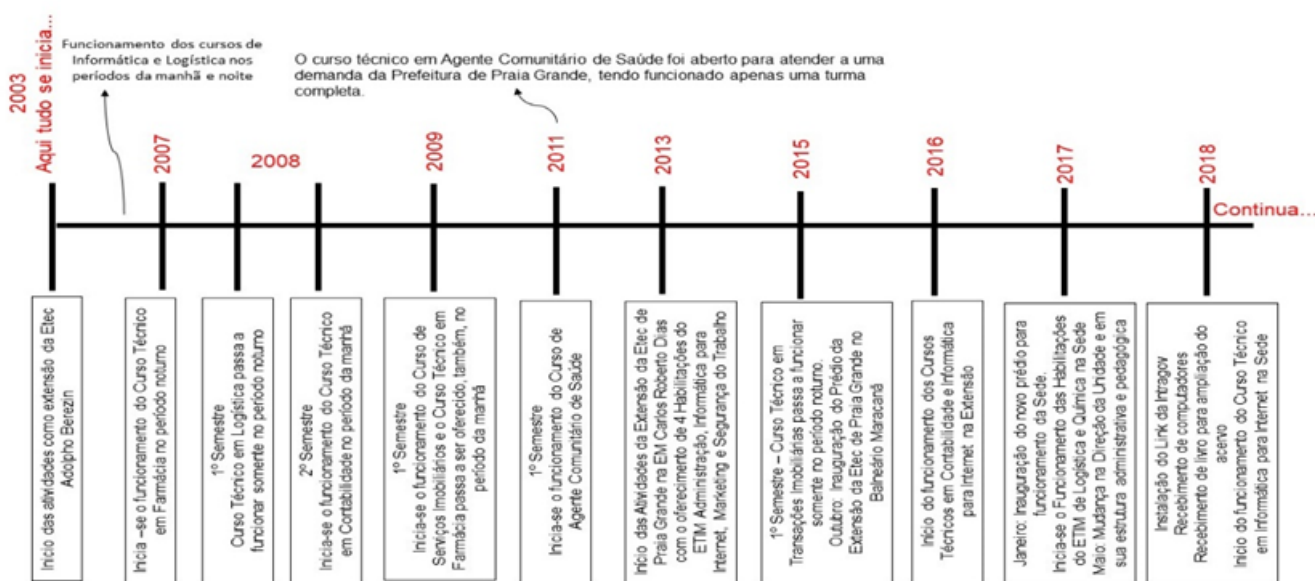 2003
Aqui tudo se inicia...
Funcionamento dos cursos de
Informática e Logística nos
períodos da manhã e noite
O curso técnico em Agente Comunitário de Saúde foi aberto para atender a uma
demanda da Prefeitura de Praia Grande, tendo funcionado apenas uma turma
completa.
2007
2008
2009
2011
2013
2015
2016
2017
2018
Continua...
Início das atividades como extensão da Etec
Adolpho Berezin
Inicia –se o funcionamento do Curso Técnico
em Farmácia no período noturno
1º Semestre
Curso Técnico em Logística passa a
funcionar somente no período noturno
2º Semestre
Inicia-se o funcionamento do Curso Técnico
em Contabilidade no período da manhã
1º Semestre
Inicia-se o funcionamento do Curso de
Serviços Imobiliários e o Curso Técnico em
Farmácia passa a ser oferecido, também, no
período da manhã
1º Semestre
Inicia-se o funcionamento do Curso de
Agente Comunitário de Saúde
Início das Atividades da Extensão da Etec de
Praia Grande na EM Carlos Roberto Dias
com o oferecimento de 4 Habilitações do
ETIM Administração, Informática para
Internet, Marketing e Segurança do Trabalho
1º Semestre – Curso Técnico em
Transações Imobiliárias passa a funcionar
somente no período noturno.
Outubro: Inauguração do Prédio da
Extensão da Etec de Praia Grande no
Balneário Maracanã
Início do funcionamento dos Cursos
Técnicos em Contabilidade e Informática
para Internet na Extensão
Janeiro: Inauguração do novo prédio para
funcionamento da Sede.
Inicia-se o Funcionamento das Habilitações
do ETIM de Logística e Química na Sede
Maio: Mudança na Direção da Unidade e em
sua estrutura administrativa e pedagógica
Instalação do Link da Intragov
Recebimento de computadores
Recebimento de livro para ampliação do
acervo
Início do funcionamento do Curso Técnico
em Informática para Internet na Sede